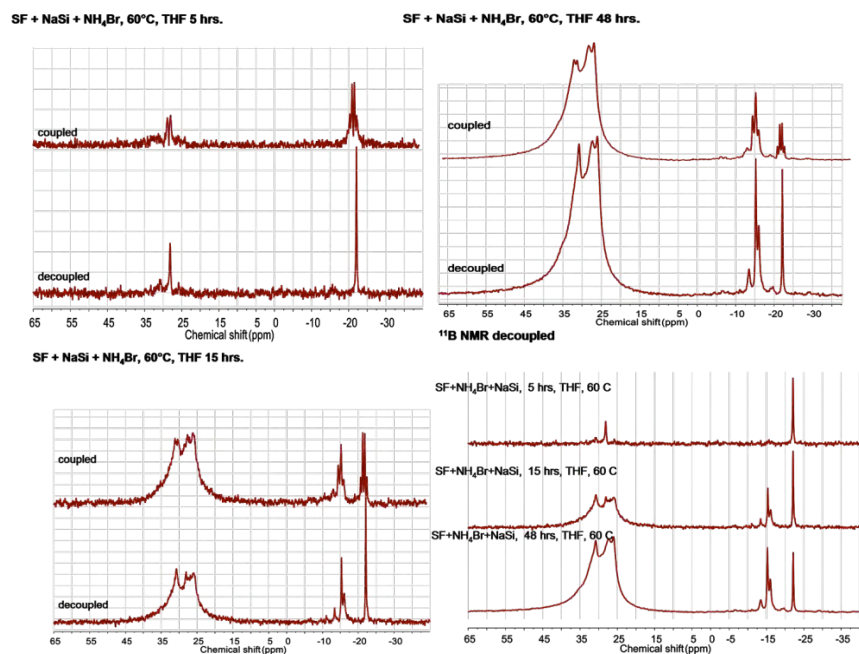 SF + NaSi + NH₄Br, 60°C, THF 5 hrs.
coupled
decoupled
65 55 45 35 25 15 5 0 -10 -20 -30
Chemical shift (ppm)
SF + NaSi + NH₄Br, 60°C, THF 48 hrs.
coupled
decoupled
65 55 45 35 25 15 5 0 -10 -20 -30
Chemical shift (ppm)
SF + NaSi + NH₄Br, 60°C, THF 15 hrs.
coupled
decoupled
65 55 45 35 25 15 5 0 -10 -20 -30
Chemical shift (ppm)
¹¹B NMR decoupled
SF+NH₄Br+NaSi, 5 hrs, THF, 60 C
SF+NH₄Br+NaSi, 15 hrs, THF, 60 C
SF+NH₄Br+NaSi, 48 hrs, THF, 60 C
65 55 45 35 25 15 5 0 -5 -15 -25 -35
Chemical shift (ppm)